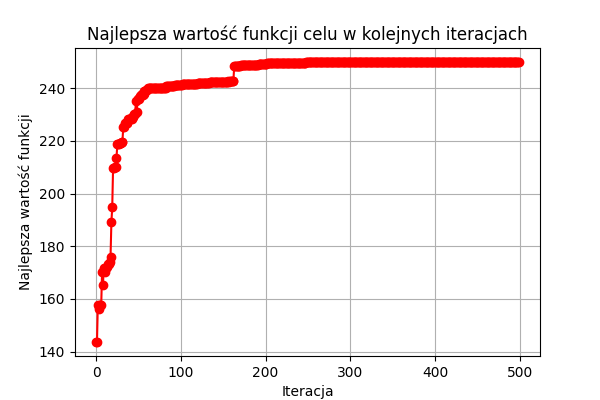 Najlepsza wartość funkcji celu w kolejnych iteracjach
240
220
200
180
160
140
Najlepsza wartość funkcji
0 100 200 300 400 500
Iteracja